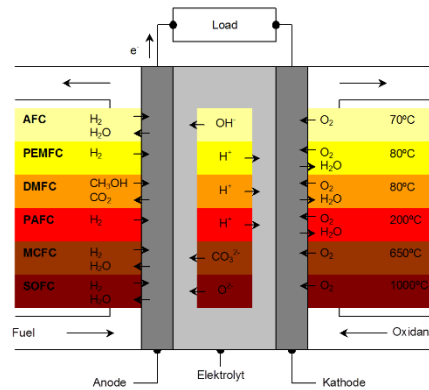 Load
e-
AFC H2 H2O OH- O2 70ºC
PEMFC H2 H+ O2 H2O 80ºC
DMFC CH3OH CO2 H+ O2 H2O 80ºC
PAFC H2 H+ O2 H2O 200ºC
MCFC H2 H2O CO3 2- O2 650ºC
SOFC H2 H2O O2- O2 1000ºC
Fuel Oxidan
Anode Elektrolyt Kathode